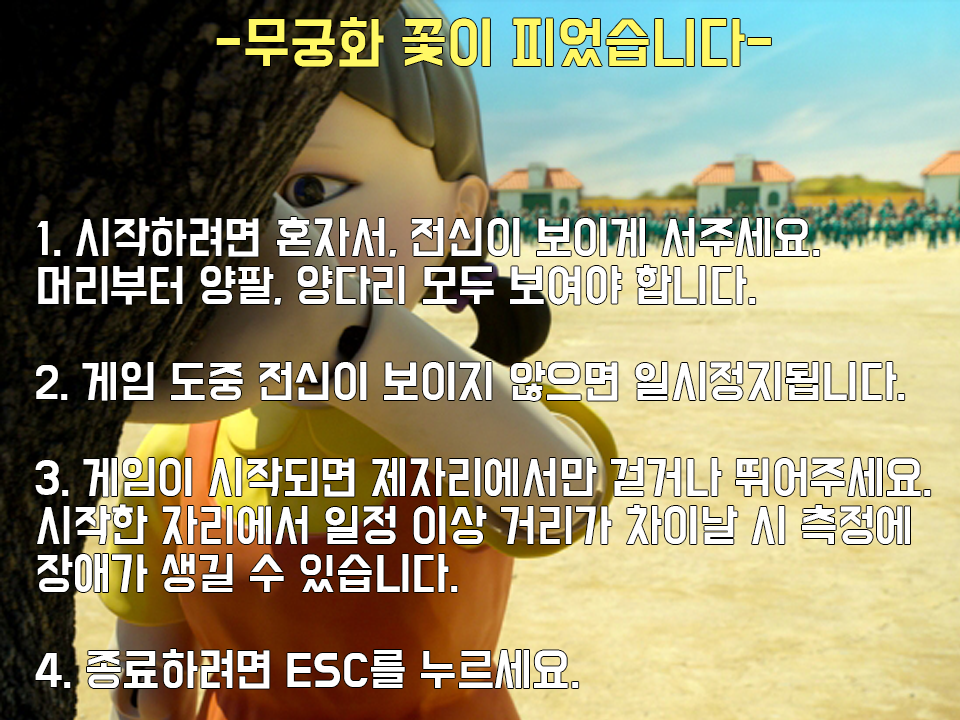 -무궁화 꽃이 피었습니다-
1. 시작하려면 혼자서, 전신이 보이게 서주세요.
머리부터 양팔, 양다리 모두 보여야 합니다.
2. 게임 도중 전신이 보이지 않으면 일시정지됩니다.
3. 게임이 시작되면 제자리에서만 걷거나 뛰어주세요.
시작한 자리에서 일정 이상 거리가 차이날 시 측정에
장애가 생길 수 있습니다.
4. 종료하려면 ESC를 누르세요.